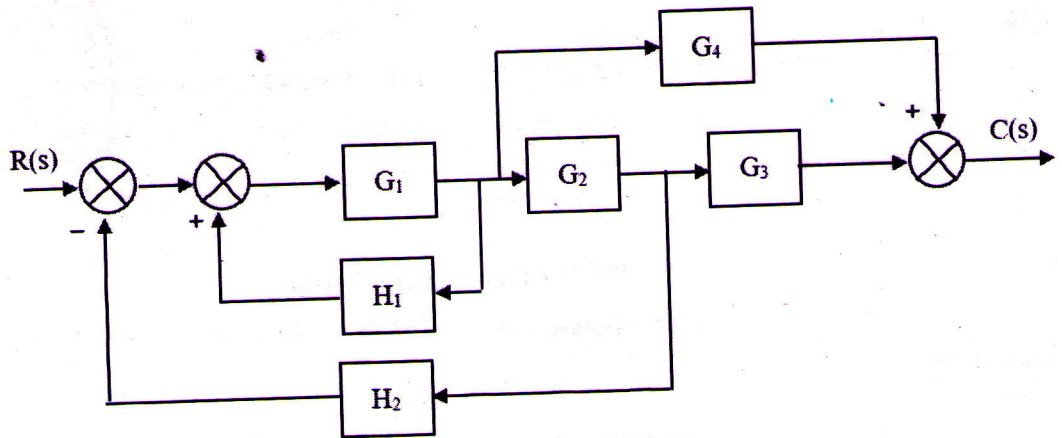 G₄
+
C(s)
R(s)
G₁
G₂
G₃
−
+
H₁
H₂